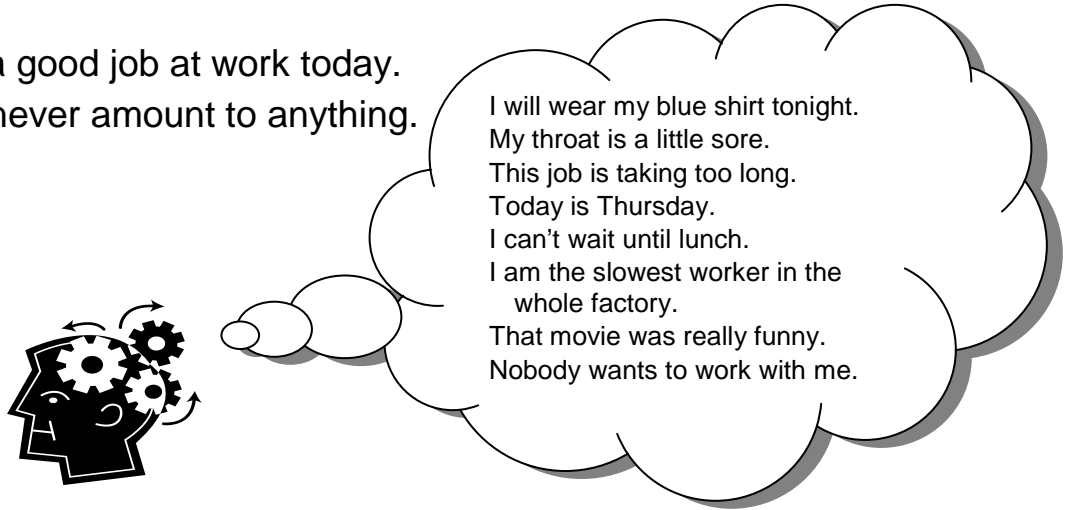 a good job at work today.
never amount to anything.
I will wear my blue shirt tonight.
My throat is a little sore.
This job is taking too long.
Today is Thursday.
I can’t wait until lunch.
I am the slowest worker in the
whole factory.
That movie was really funny.
Nobody wants to work with me.